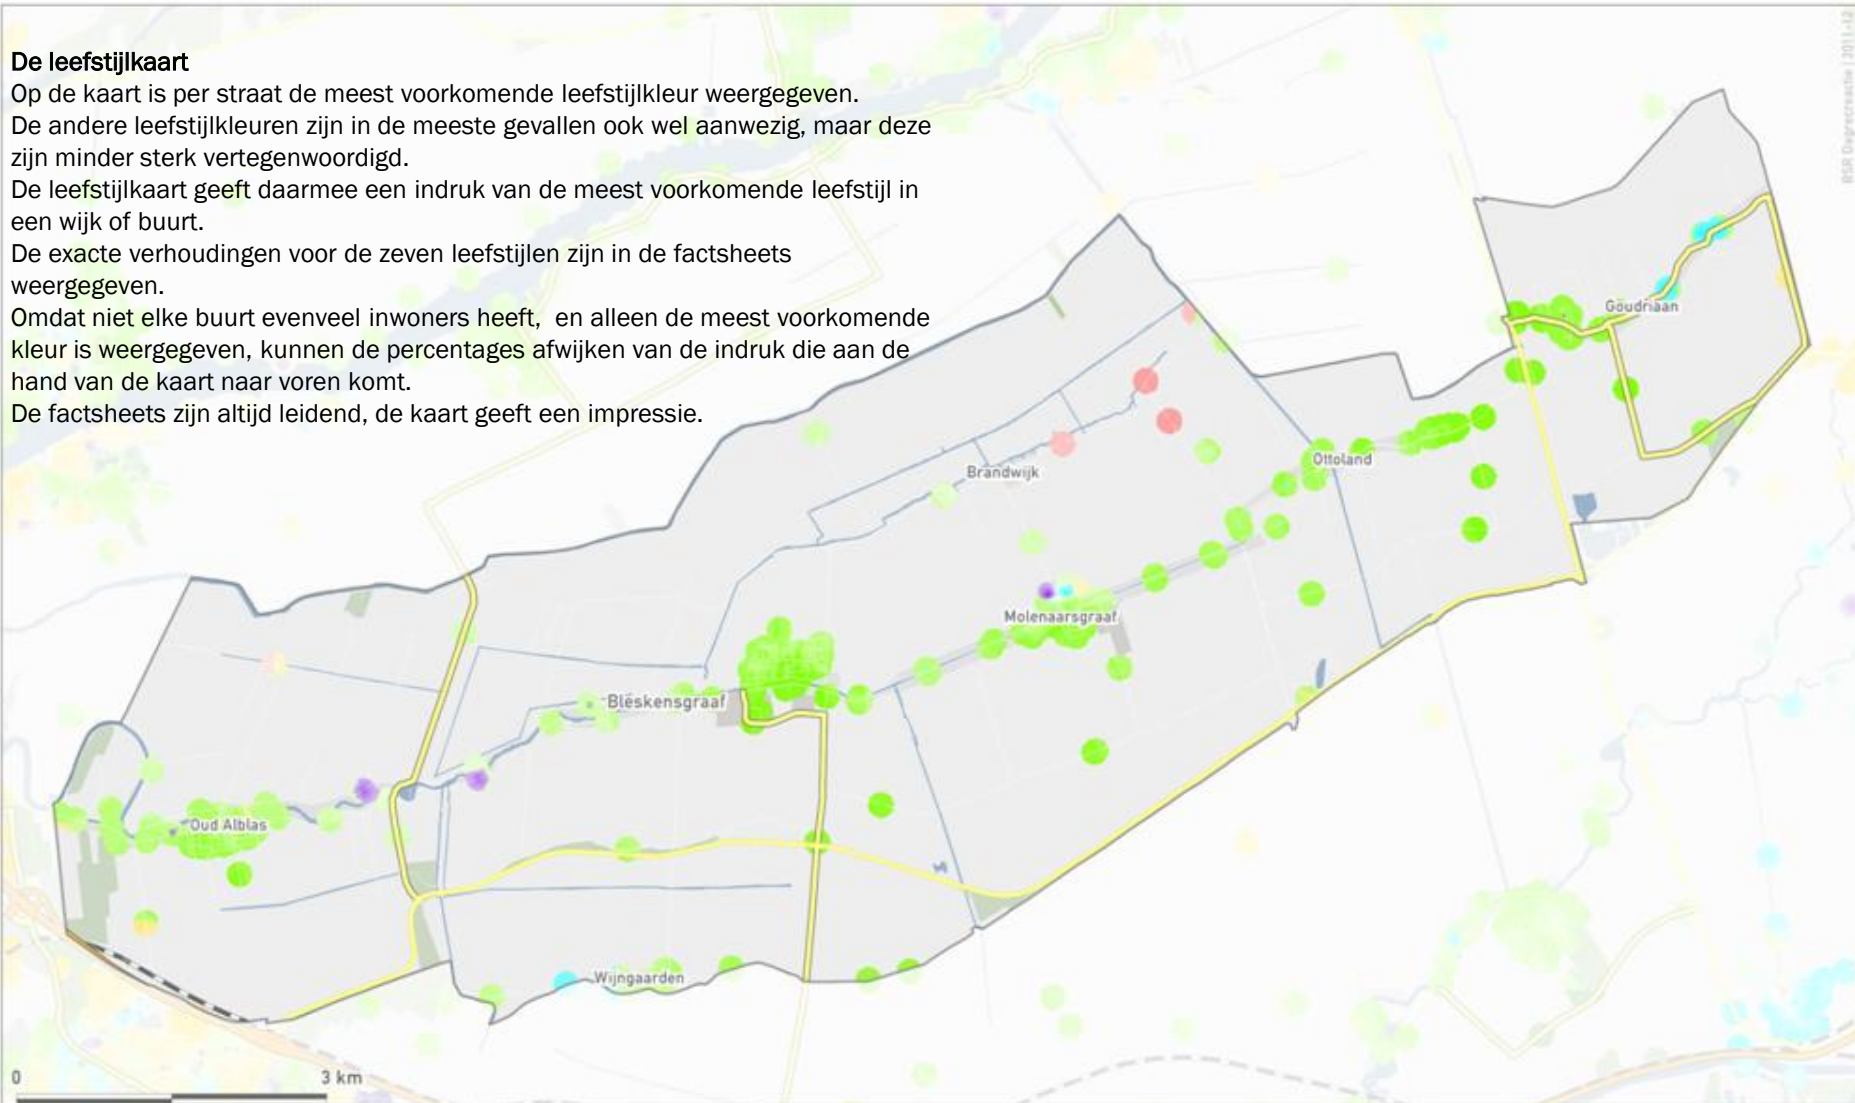 De leefstijlkaart
Op de kaart is per straat de meest voorkomende leefstijlkleur weergegeven.
De andere leefstijlkleuren zijn in de meeste gevallen ook wel aanwezig, maar deze
zijn minder sterk vertegenwoordigd.
De leefstijlkaart geeft daarmee een indruk van de meest voorkomende leefstijl in
een wijk of buurt.
De exacte verhoudingen voor de zeven leefstijlen zijn in de factsheets
weergegeven.
Omdat niet elke buurt evenveel inwoners heeft,  en alleen de meest voorkomende
kleur is weergegeven, kunnen de percentages afwijken van de indruk die aan de
hand van de kaart naar voren komt.
De factsheets zijn altijd leidend, de kaart geeft een impressie.
BSR Dagrecreatie | 2011-12
Goudriaan
Ottoland
Brandwijk
Molenaarsgraaf
Bleskensgraaf
Oud Alblas
Wijngaarden
0 3 km